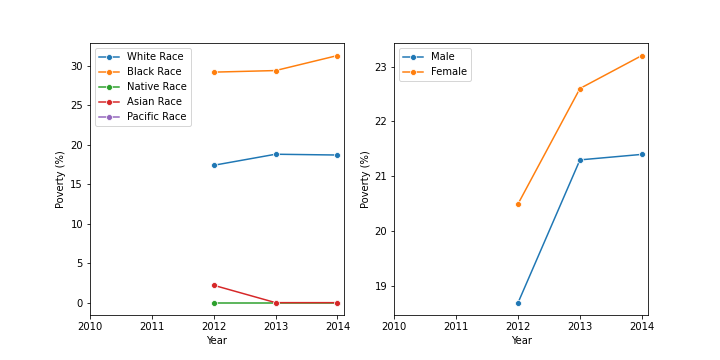 White Race
Black Race
Native Race
Asian Race
Pacific Race
Poverty (%)
30
25
20
15
10
5
0
2010 2011 2012 2013 2014
Year
Male
Female
Poverty (%)
23
22
21
20
19
2010 2011 2012 2013 2014
Year